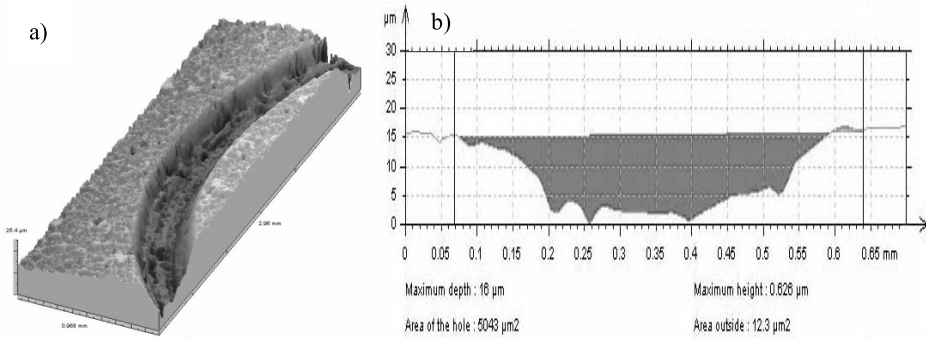 a)
26.4 µm
0.968 mm
2.96 mm
b)
µm
30
25
20
15
10
5
0
0 0.05 0.1 0.15 0.2 0.25 0.3 0.35 0.4 0.45 0.5 0.55 0.6 0.65 mm
Maximum depth : 16 µm
Maximum height : 0.626 µm
Area of the hole : 5043 µm2
Area outside : 12.3 µm2